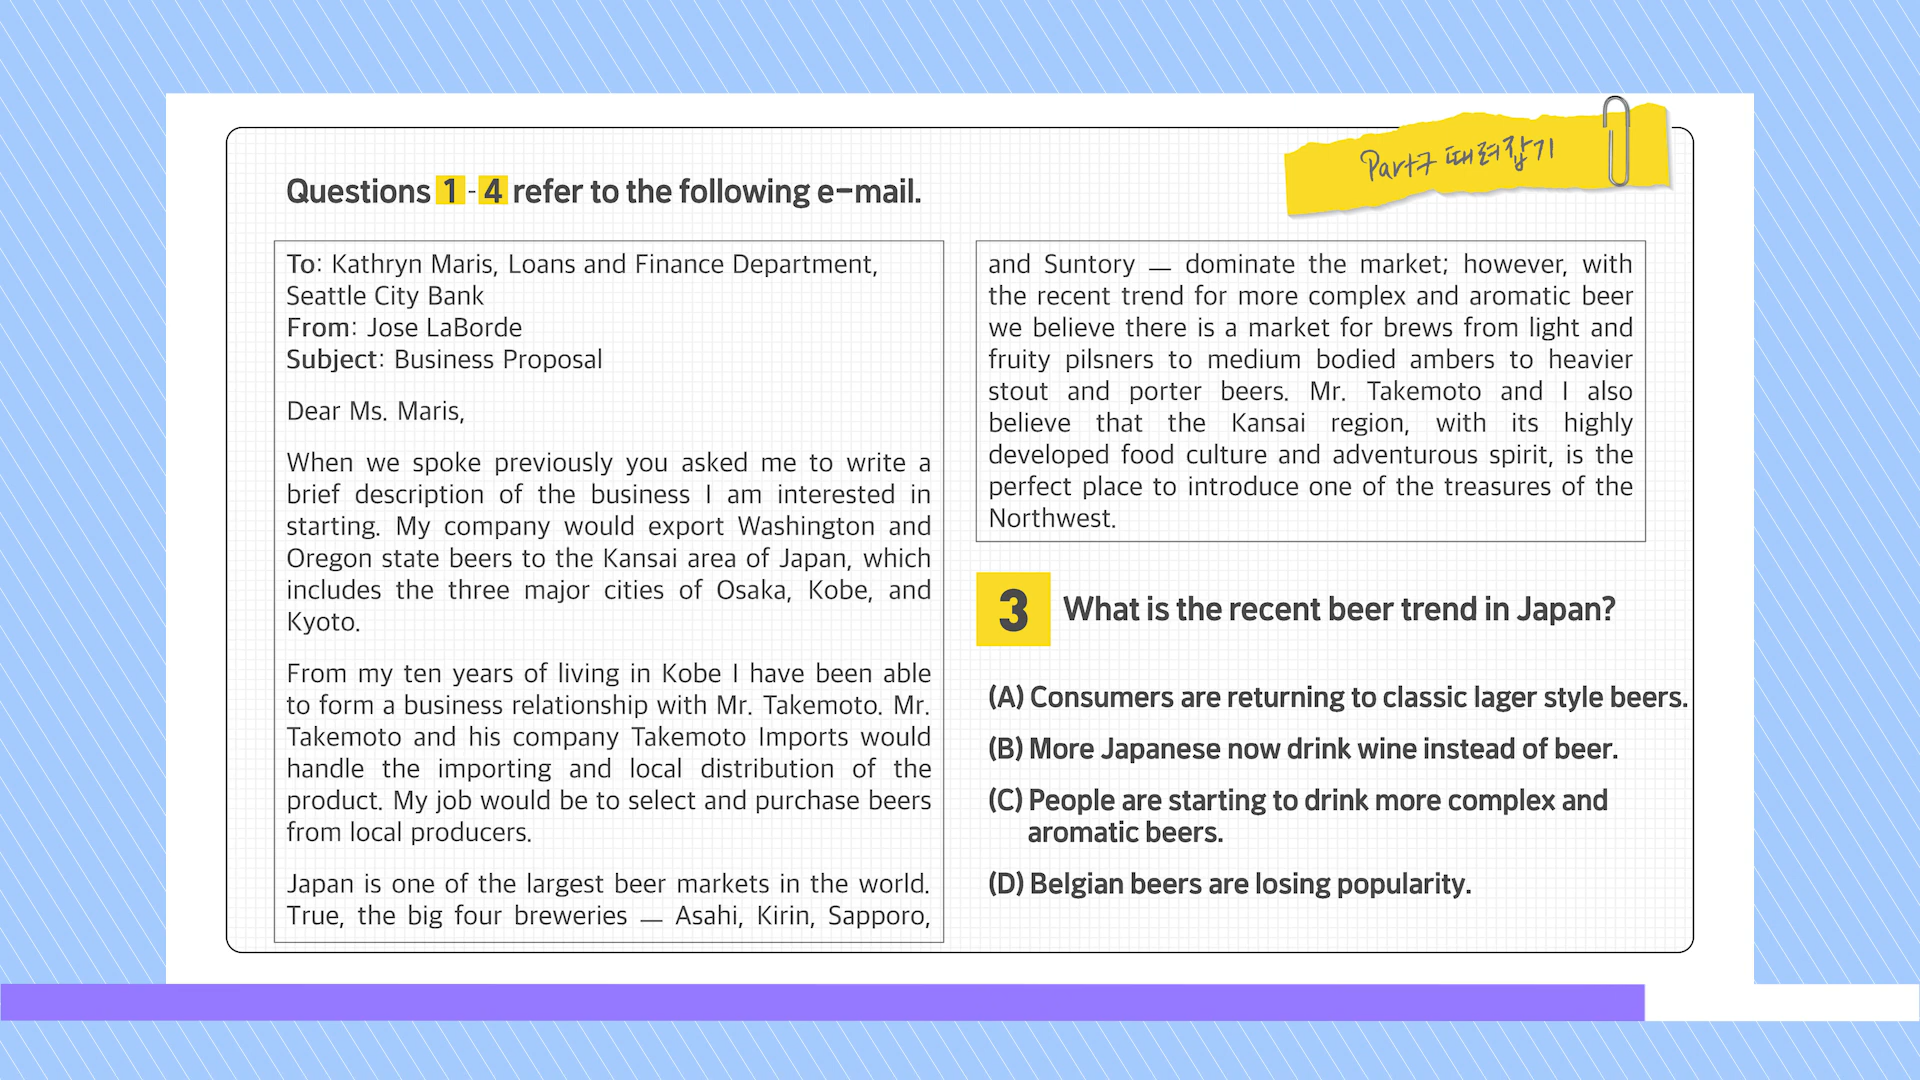 Part7 때려잡기
Questions 1 - 4 refer to the following e-mail.
To: Kathryn Maris, Loans and Finance Department,
Seattle City Bank
From: Jose LaBorde
Subject: Business Proposal
Dear Ms. Maris,
When we spoke previously you asked me to write a
brief description of the business I am interested in
starting. My company would export Washington and
Oregon state beers to the Kansai area of Japan, which
includes the three major cities of Osaka, Kobe, and
Kyoto.
From my ten years of living in Kobe I have been able
to form a business relationship with Mr. Takemoto. Mr.
Takemoto and his company Takemoto Imports would
handle the importing and local distribution of the
product. My job would be to select and purchase beers
from local producers.
Japan is one of the largest beer markets in the world.
True, the big four breweries — Asahi, Kirin, Sapporo,
and Suntory — dominate the market; however, with
the recent trend for more complex and aromatic beer
we believe there is a market for brews from light and
fruity pilsners to medium bodied ambers to heavier
stout and porter beers. Mr. Takemoto and I also
believe that the Kansai region, with its highly
developed food culture and adventurous spirit, is the
perfect place to introduce one of the treasures of the
Northwest.
3 What is the recent beer trend in Japan?
(A) Consumers are returning to classic lager style beers.
(B) More Japanese now drink wine instead of beer.
(C) People are starting to drink more complex and
aromatic beers.
(D) Belgian beers are losing popularity.